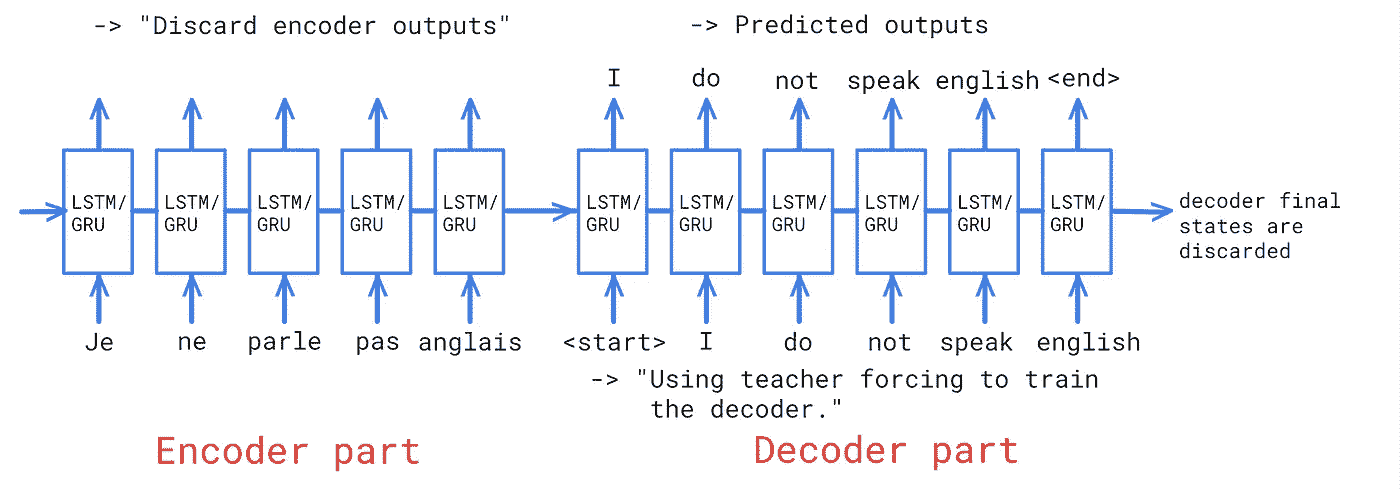 -> "Discard encoder outputs"
-> Predicted outputs
I do not speak english <end>
LSTM/ LSTM/ LSTM/ LSTM/ LSTM/ LSTM/ LSTM/ LSTM/ LSTM/ LSTM/ LSTM/
GRU GRU GRU GRU GRU GRU GRU GRU GRU GRU GRU
decoder final
states are
discarded
Je ne parle pas anglais <start> I do not speak english
-> "Using teacher forcing to train
the decoder."
Encoder part
Decoder part